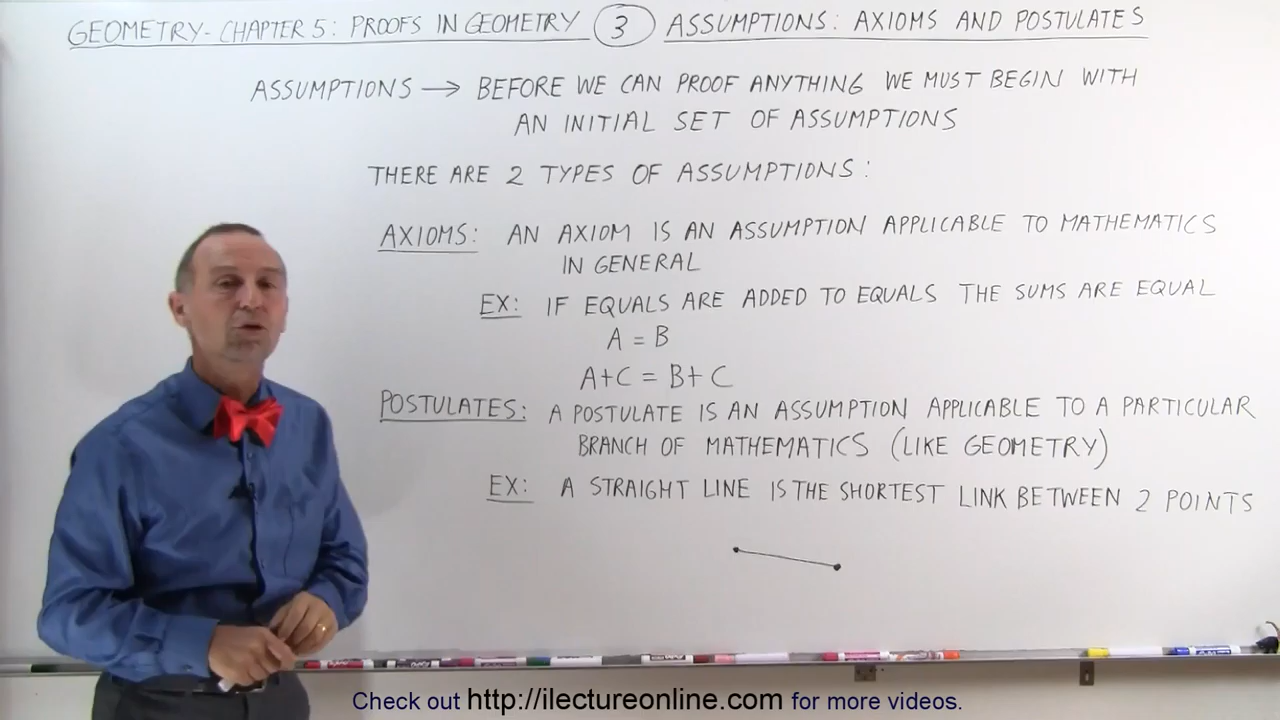 GEOMETRY- CHAPTER 5: PROOFS IN GEOMETRY 3 ASSUMPTIONS: AXIOMS AND POSTULATES
ASSUMPTIONS → BEFORE WE CAN PROOF ANYTHING WE MUST BEGIN WITH
AN INITIAL SET OF ASSUMPTIONS
THERE ARE 2 TYPES OF ASSUMPTIONS:
AXIOMS: AN AXIOM IS AN ASSUMPTION APPLICABLE TO MATHEMATICS
IN GENERAL
EX: IF EQUALS ARE ADDED TO EQUALS THE SUMS ARE EQUAL
A = B
A+C = B+C
POSTULATES: A POSTULATE IS AN ASSUMPTION APPLICABLE TO A PARTICULAR
BRANCH OF MATHEMATICS (LIKE GEOMETRY)
EX: A STRAIGHT LINE IS THE SHORTEST LINK BETWEEN 2 POINTS
Check out http://ilectureonline.com for more videos.